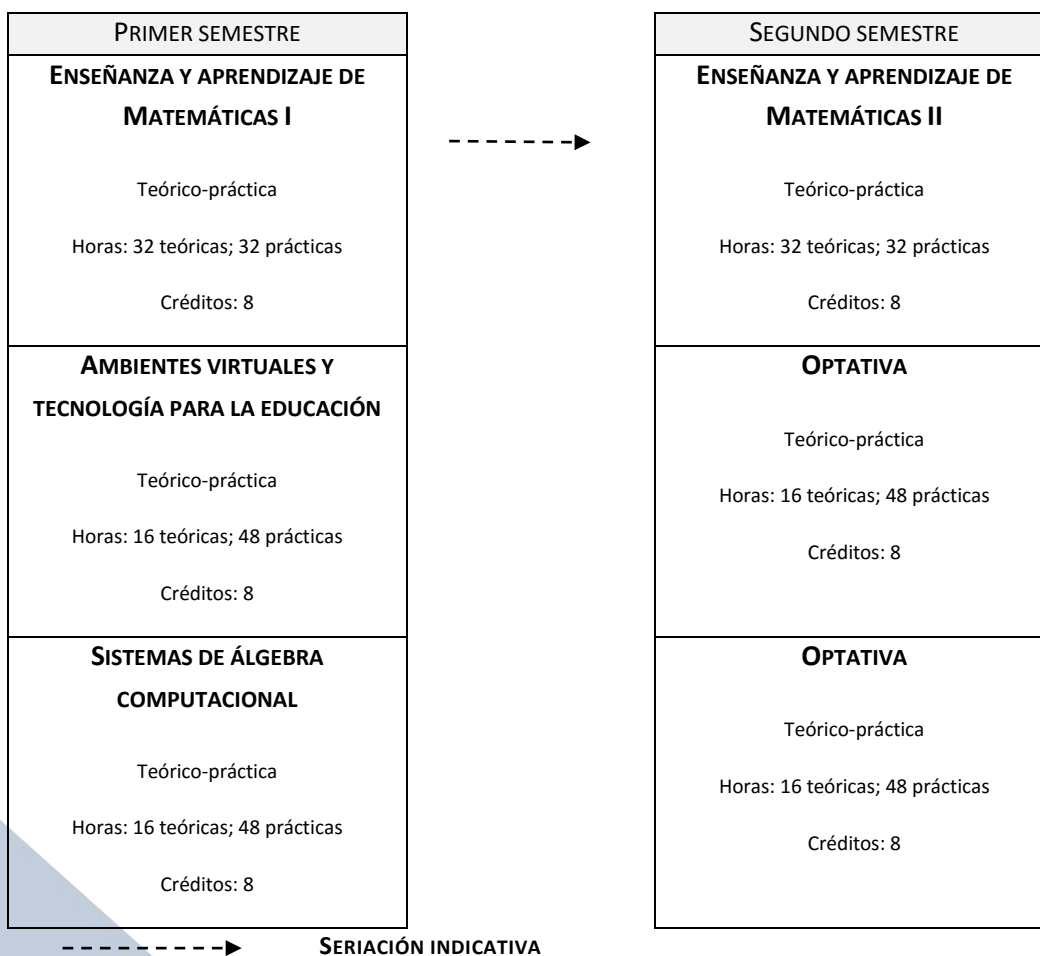 PRIMER SEMESTRE
ENSEÑANZA Y APRENDIZAJE DE
MATEMÁTICAS I
Teórico-práctica
Horas: 32 teóricas; 32 prácticas
Créditos: 8
AMBIENTES VIRTUALES Y
TECNOLOGÍA PARA LA EDUCACIÓN
Teórico-práctica
Horas: 16 teóricas; 48 prácticas
Créditos: 8
SISTEMAS DE ÁLGEBRA
COMPUTACIONAL
Teórico-práctica
Horas: 16 teóricas; 48 prácticas
Créditos: 8
SEGUNDO SEMESTRE
ENSEÑANZA Y APRENDIZAJE DE
MATEMÁTICAS II
Teórico-práctica
Horas: 32 teóricas; 32 prácticas
Créditos: 8
OPTATIVA
Teórico-práctica
Horas: 16 teóricas; 48 prácticas
Créditos: 8
OPTATIVA
Teórico-práctica
Horas: 16 teóricas; 48 prácticas
Créditos: 8
SERIACIÓN INDICATIVA